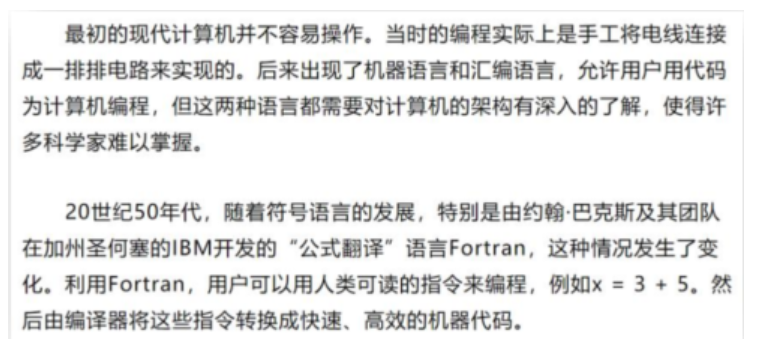 最初的现代计算机并不容易操作。当时的编程实际上是手工将电线连接
成一排排电路来实现的。后来出现了机器语言和汇编语言，允许用户用代码
为计算机编程，但这两种语言都需要对计算机的架构有深入的了解，使得许
多科学家难以掌握。
20世纪50年代，随着符号语言的发展，特别是由约翰·巴克斯及其团队
在加州圣何塞的IBM开发的“公式翻译”语言Fortran，这种情况发生了变
化。利用Fortran，用户可以用人类可读的指令来编程，例如x = 3 + 5。然
后由编译器将这些指令转换成快速、高效的机器代码。